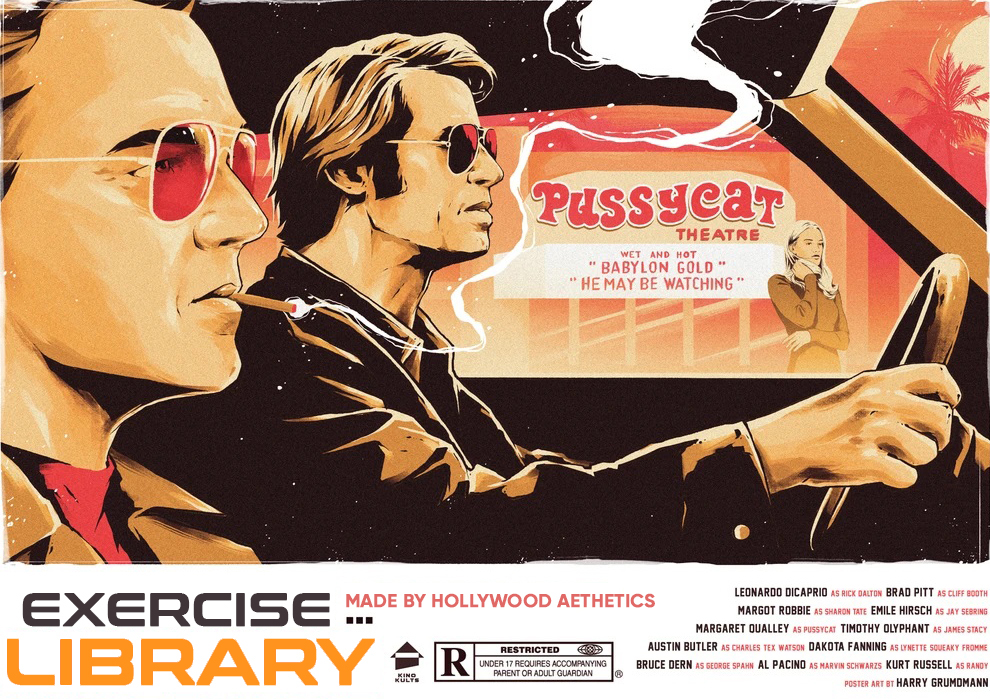 PUSSYCAT
THEATRE
WET AND HOT
" BABYLON GOLD "
" HE MAY BE WATCHING "
EXERCISE ...
LIBRARY
MADE BY HOLLYWOOD AETHETICS
KINO
KULTS
R
RESTRICTED
UNDER 17 REQUIRES ACCOMPANYING
PARENT OR ADULT GUARDIAN
®
LEONARDO DICAPRIO AS RICK DALTON BRAD PITT AS CLIFF BOOTH
MARGOT ROBBIE AS SHARON TATE EMILE HIRSCH AS JAY SEBRING
MARGARET QUALLEY AS PUSSYCAT TIMOTHY OLYPHANT AS JAMES STACY
AUSTIN BUTLER AS CHARLES TEX WATSON DAKOTA FANNING AS LYNETTE SQUEAKY FROMME
BRUCE DERN AS GEORGE SPAHN AL PACINO AS MARVIN SCHWARZS KURT RUSSELL AS RANDY
POSTER ART BY HARRY GRUMDMANN